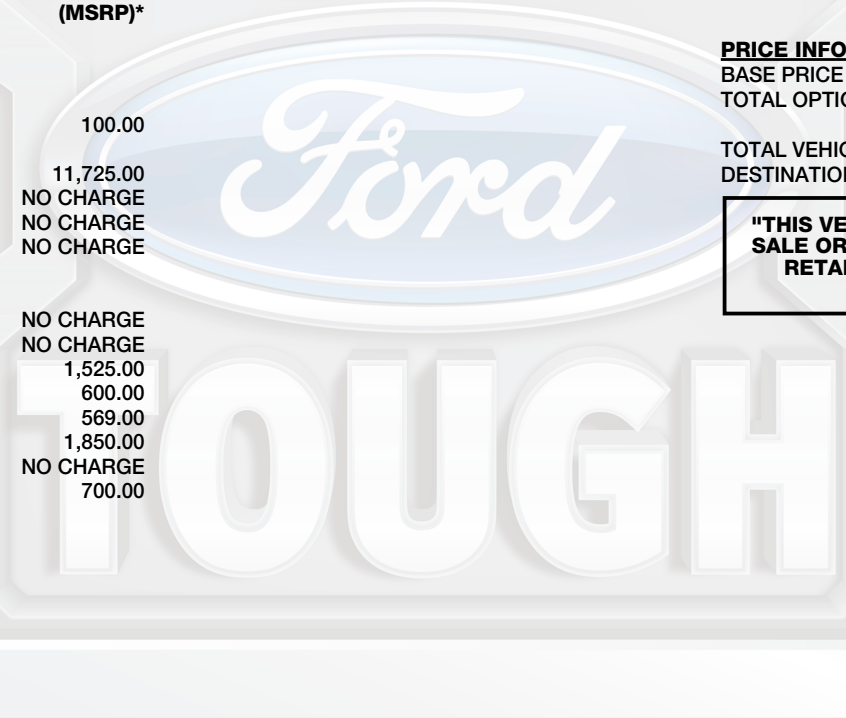 (MSRP)*
100.00
11,725.00
NO CHARGE
NO CHARGE
NO CHARGE
NO CHARGE
NO CHARGE
1,525.00
600.00
569.00
1,850.00
NO CHARGE
700.00
PRICE INFO
BASE PRICE
TOTAL OPTIO
TOTAL VEHIC
DESTINATION
"THIS VE
SALE OR
RETAI
Ford
TOUGH